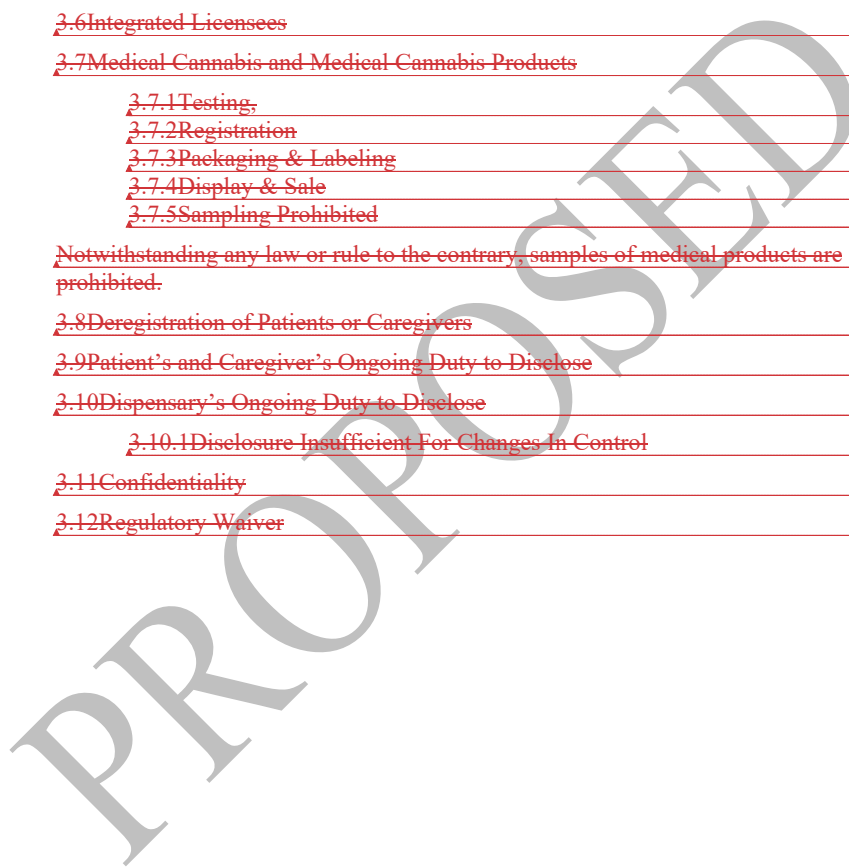 3.6Integrated Licensees
3.7Medical Cannabis and Medical Cannabis Products
3.7.1Testing,
3.7.2Registration
3.7.3Packaging & Labeling
3.7.4Display & Sale
3.7.5Sampling Prohibited
Notwithstanding any law or rule to the contrary, samples of medical products are
prohibited.
3.8Deregistration of Patients or Caregivers
3.9Patient’s and Caregiver’s Ongoing Duty to Disclose
3.10Dispensary’s Ongoing Duty to Disclose
3.10.1Disclosure Insufficient For Changes In Control
3.11Confidentiality
3.12Regulatory Waiver
PROPOSED